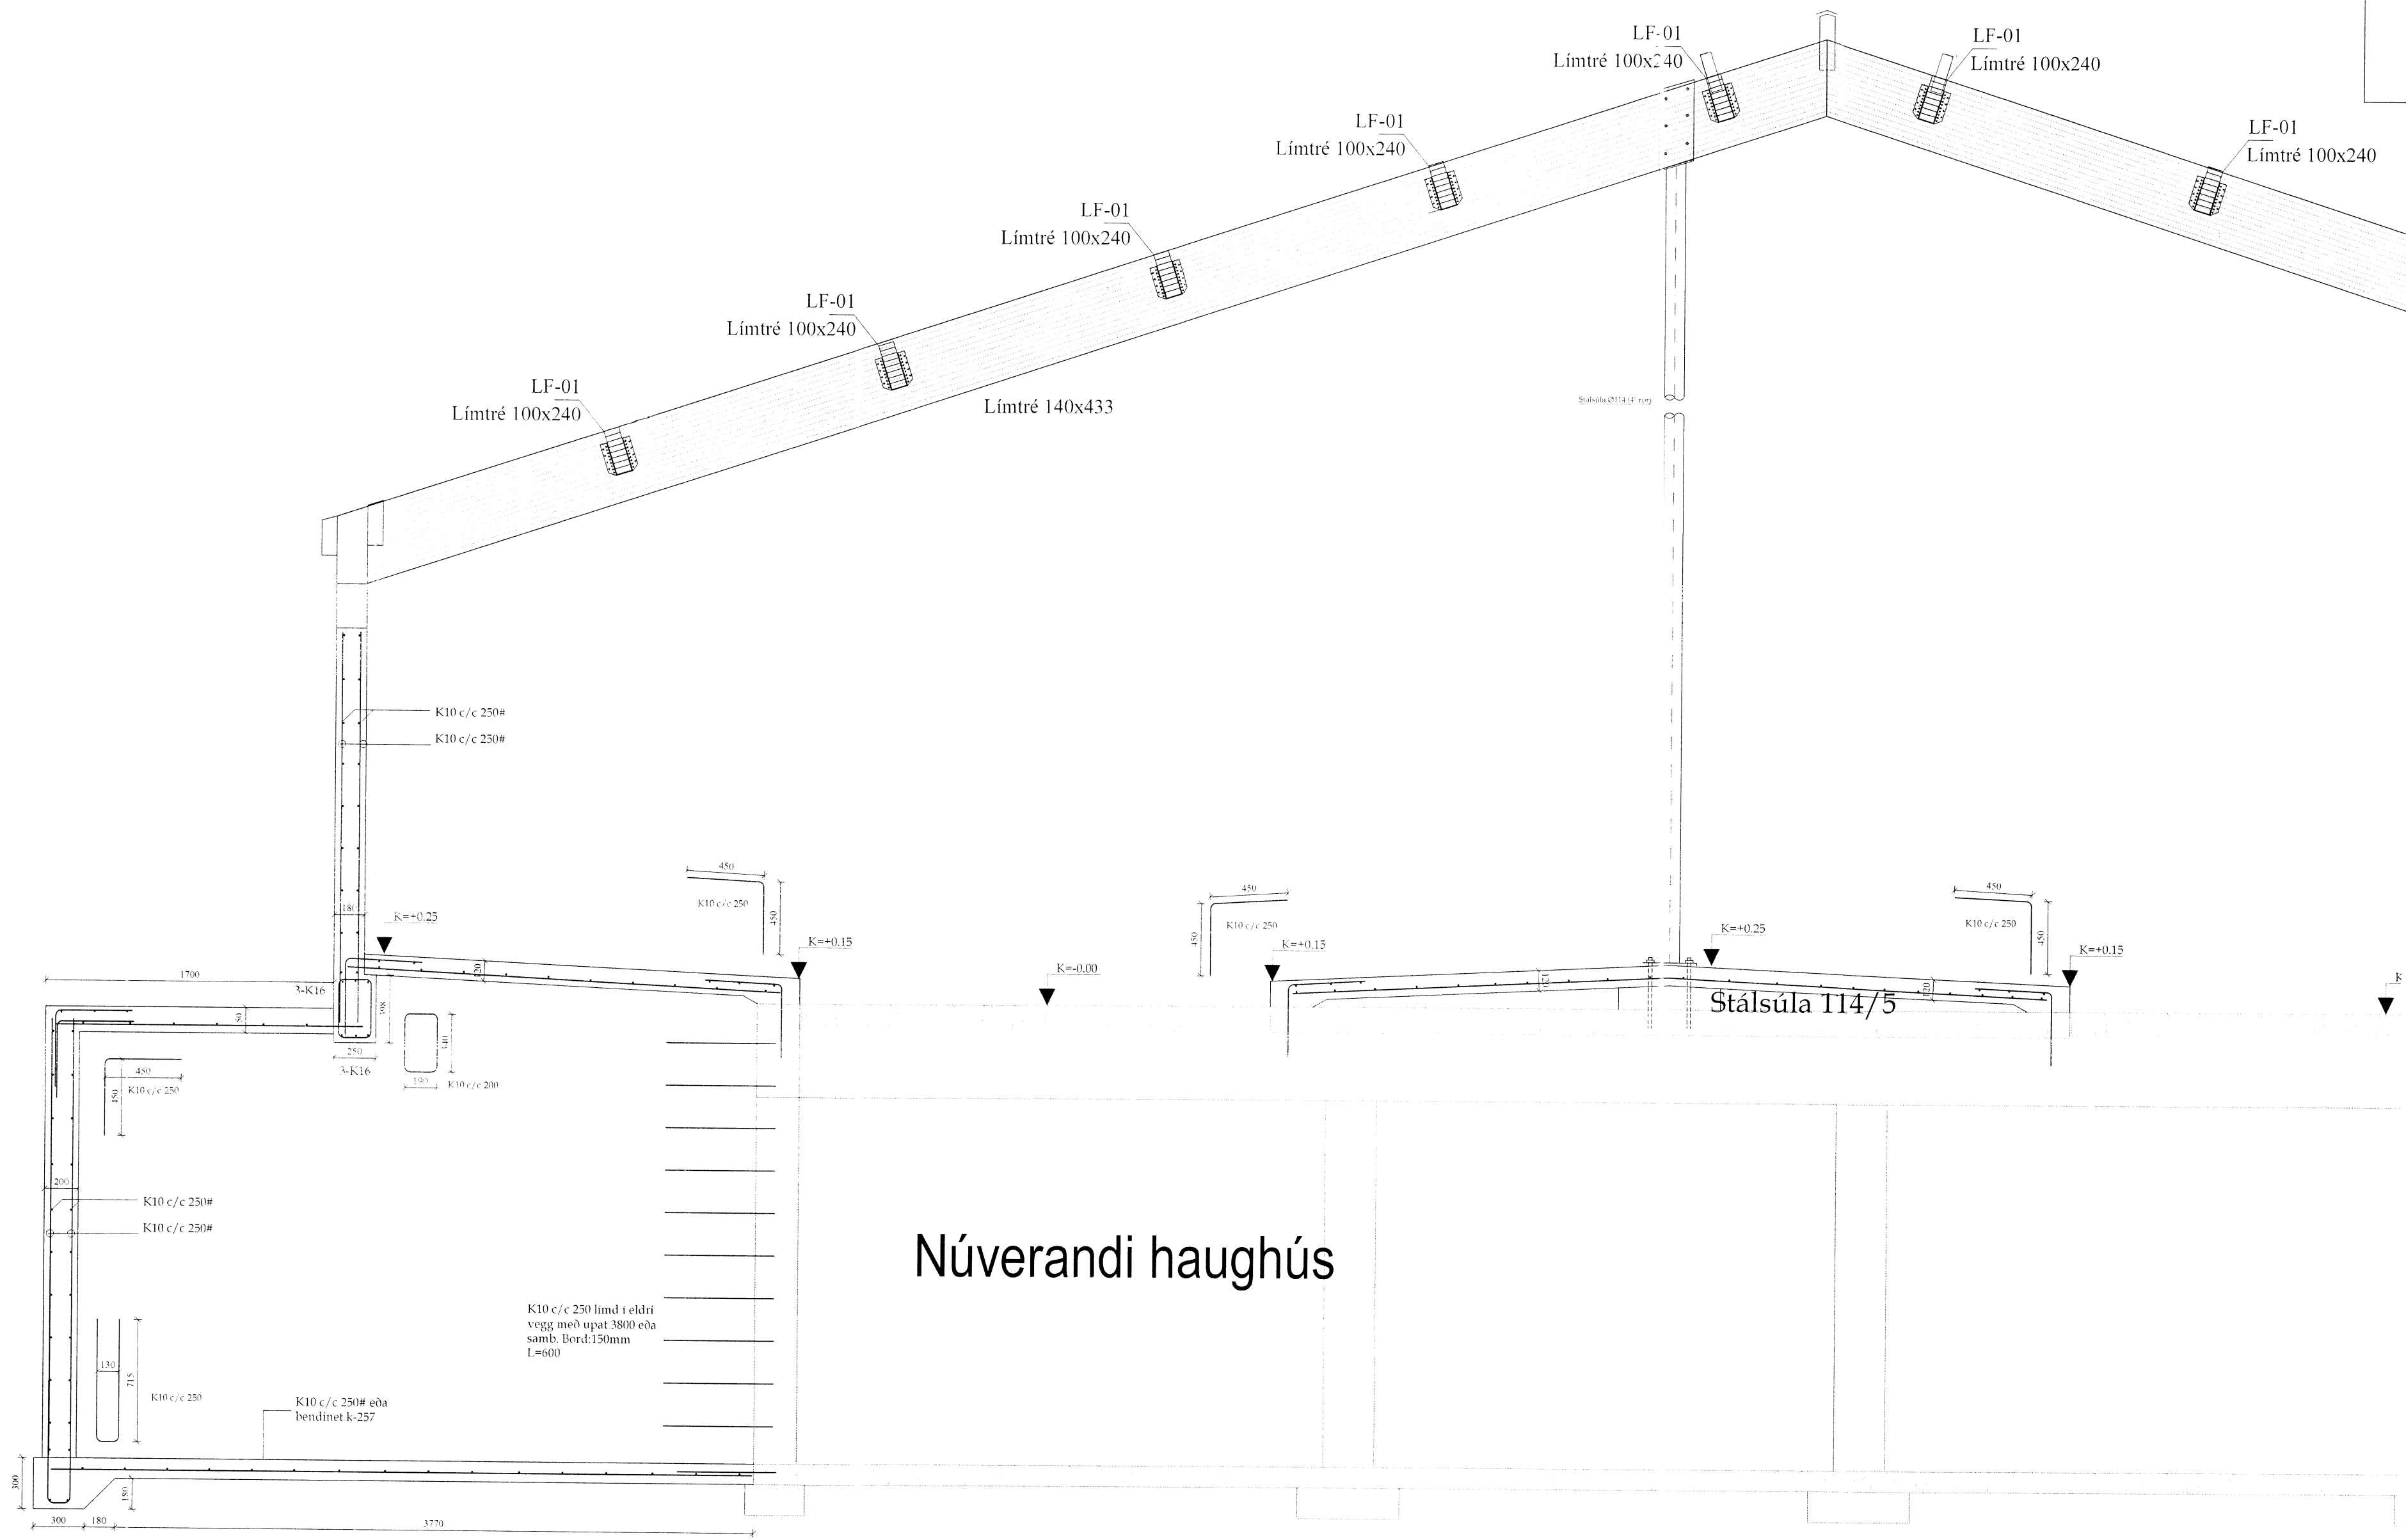 LF-01
Límtré 100x240
LF-01
Límtré 100x240
LF-01
Límtré 100x240
LF-01
Límtré 100x240
LF-01
Límtré 100x240
LF-01
Límtré 100x240
LF-01
Límtré 100x240
LF-01
Límtré 100x240
Límtré 140x433
Stálsúla Ø114/4"
K10 c/c 250#
K10 c/c 250#
450
K10 c/c 250
450
450
K10 c/c 250
450
450
K10 c/c 250
450
180
K=+0.25
K=+0.15
K=-0.00
K=+0.15
K=+0.25
K=+0.15
K
1700
3-K16
120
120
120
Stálsúla 114/5
398
50
250
3-K16
340
190
K10 c/c 200
450
K10 c/c 250
450
200
K10 c/c 250#
K10 c/c 250#
Núverandi haughús
K10 c/c 250 límd í eldri
vegg með upat 3800 eða
samb. Bord:150mm
L=600
130
715
K10 c/c 250
K10 c/c 250# eða
bendinet k-257
300
180
300
180
3770